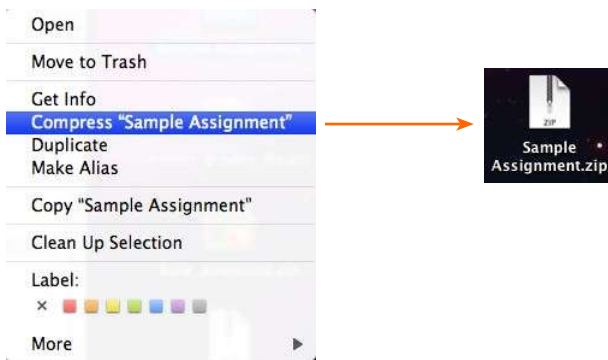 Open
Move to Trash
Get Info
Compress “Sample Assignment”
Duplicate
Make Alias
Copy “Sample Assignment”
Clean Up Selection
Label:
×
More
ZIP
Sample
Assignment.zip